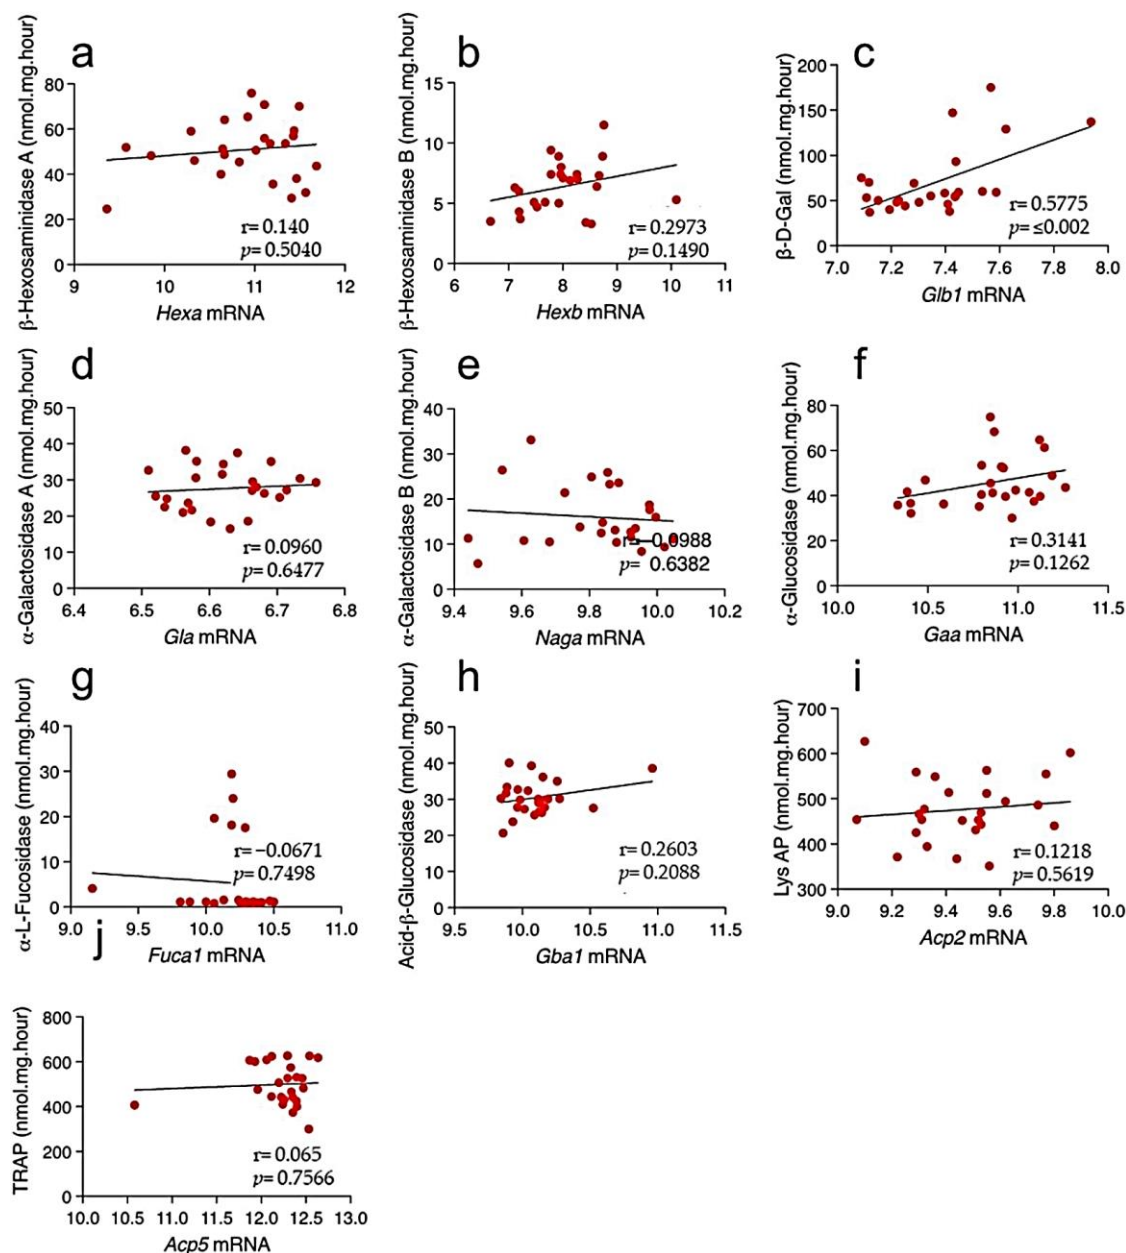 a
β-Hexosaminidase A (nmol.mg.hour)
80
60
40
20
0
r= 0.140
p= 0.5040
9 10 11 12
Hexa mRNA
b
β-Hexosaminidase B (nmol.mg.hour)
15
10
5
0
r= 0.2973
p= 0.1490
6 7 8 9 10 11
Hexb mRNA
c
β-D-Gal (nmol.mg.hour)
200
150
100
50
0
r= 0.5775
p= ≤0.002
7.0 7.2 7.4 7.6 7.8 8.0
Glb1 mRNA
d
α-Galactosidase A (nmol.mg.hour)
50
40
30
20
10
0
r= 0.0960
p= 0.6477
6.4 6.5 6.6 6.7 6.8
Gla mRNA
e
α-Galactosidase B (nmol.mg.hour)
40
30
20
10
0
r=−0.0988
p= 0.6382
9.4 9.6 9.8 10.0 10.2
Naga mRNA
f
α-Glucosidase (nmol.mg.hour)
80
60
40
20
0
r= 0.3141
p= 0.1262
10.0 10.5 11.0 11.5
Gaa mRNA
g
α-L-Fucosidase (nmol.mg.hour)
40
30
20
10
0
r= −0.0671
p= 0.7498
9.0 9.5 10.0 10.5 11.0
Fuca1 mRNA
h
Acid-β-Glucosidase (nmol.mg.hour)
50
40
30
20
10
0
r= 0.2603
p= 0.2088
9.5 10.0 10.5 11.0 11.5
Gba1 mRNA
i
Lys AP (nmol.mg.hour)
700
600
500
400
300
r= 0.1218
p= 0.5619
9.0 9.2 9.4 9.6 9.8 10.0
Acp2 mRNA
j
TRAP (nmol.mg.hour)
800
600
400
200
0
r= 0.065
p= 0.7566
10.0 10.5 11.0 11.5 12.0 12.5 13.0
Acp5 mRNA